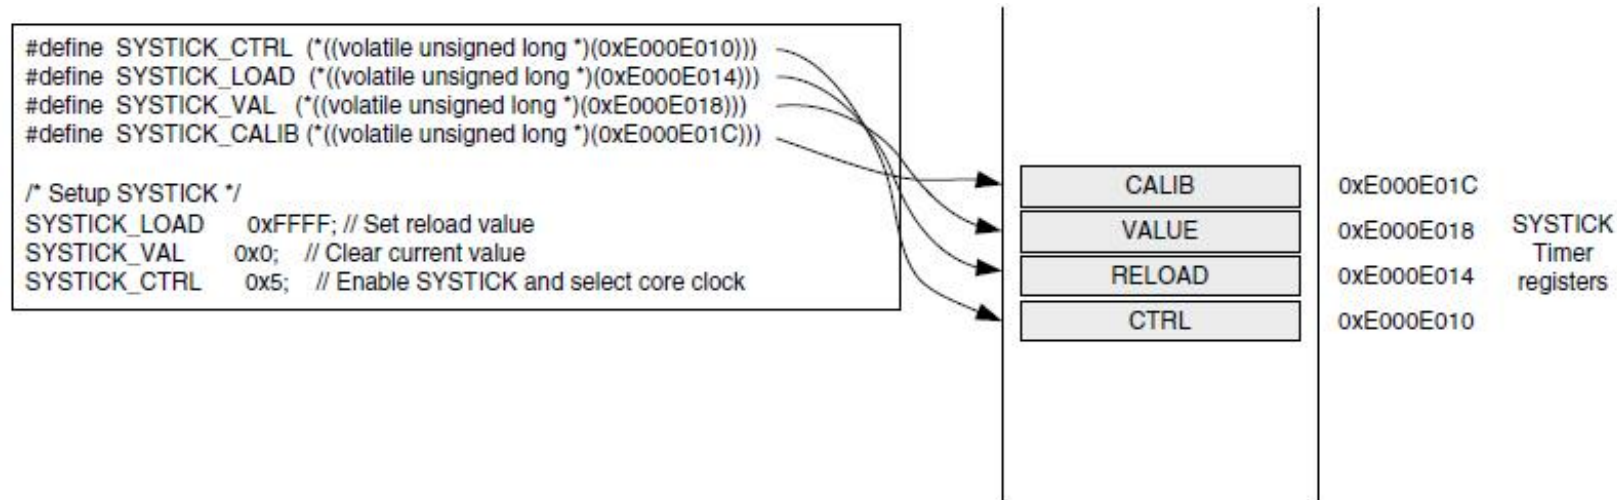 #define SYSTICK_CTRL (*((volatile unsigned long *)(0xE000E010)))
#define SYSTICK_LOAD (*((volatile unsigned long *)(0xE000E014)))
#define SYSTICK_VAL (*((volatile unsigned long *)(0xE000E018)))
#define SYSTICK_CALIB (*((volatile unsigned long *)(0xE000E01C)))
/* Setup SYSTICK */
SYSTICK_LOAD 0xFFFF; // Set reload value
SYSTICK_VAL 0x0; // Clear current value
SYSTICK_CTRL 0x5; // Enable SYSTICK and select core clock
CALIB 0xE000E01C
VALUE 0xE000E018
RELOAD 0xE000E014
CTRL 0xE000E010
SYSTICK
Timer
registers